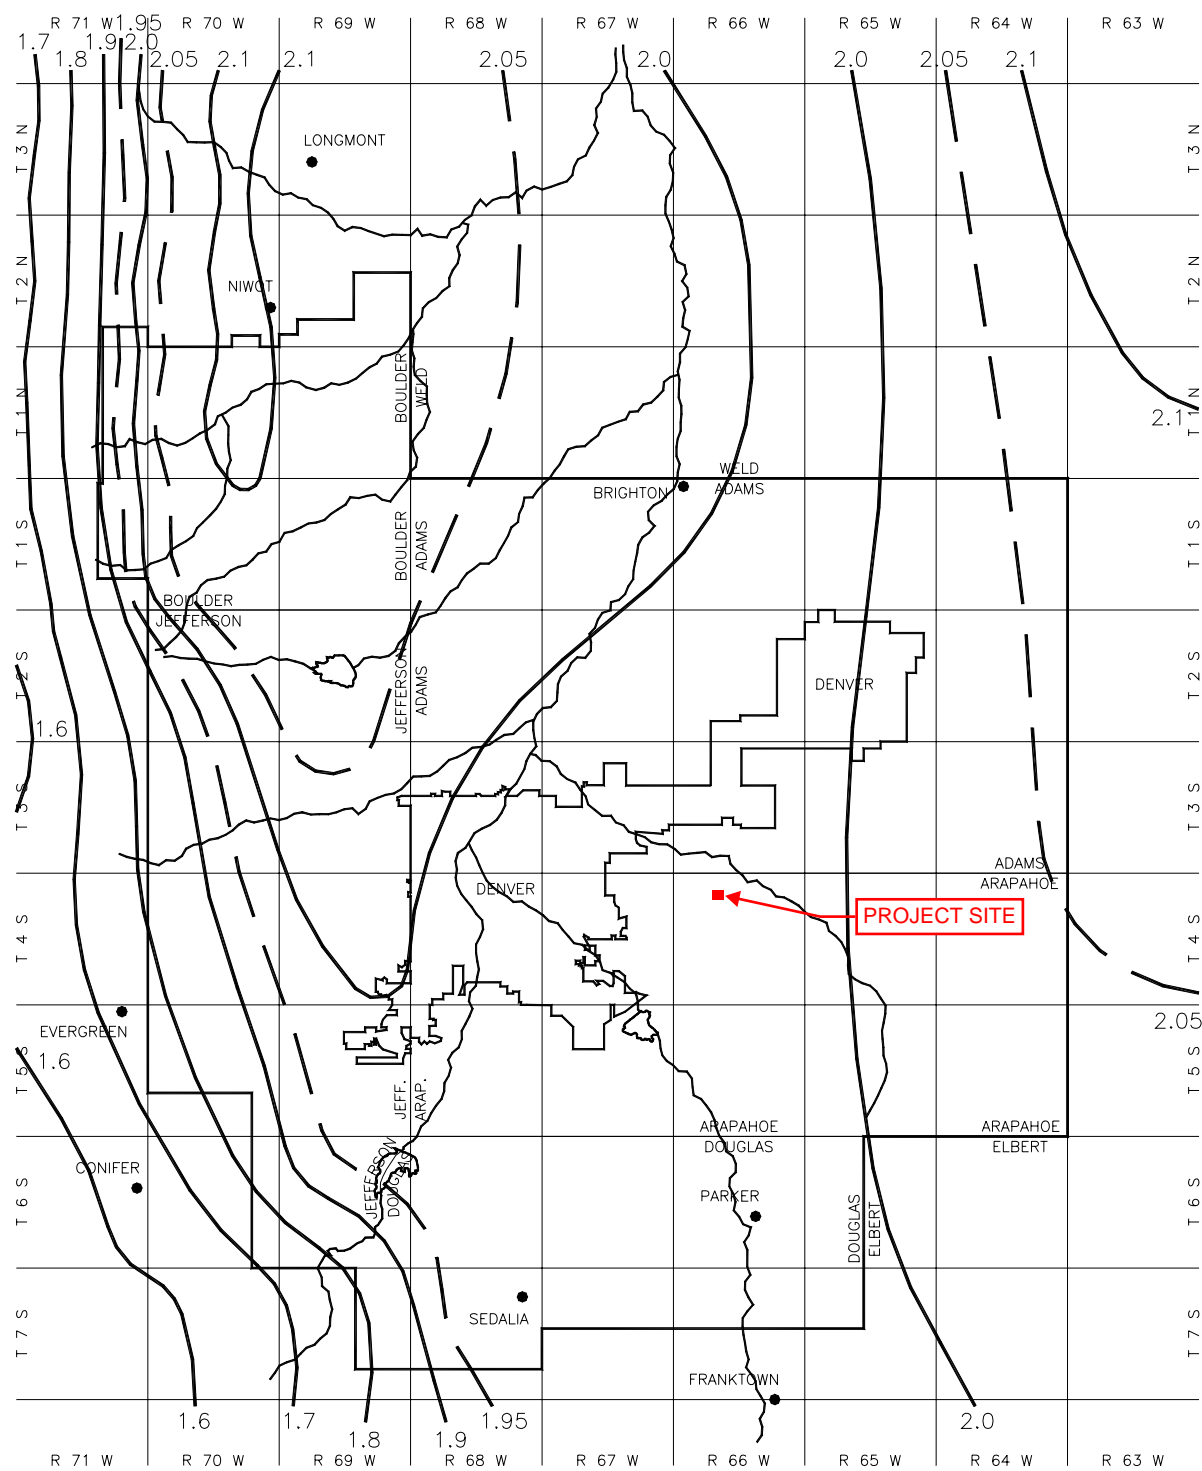 R 71 W
1.95
R 70 W
R 69 W
R 68 W
R 67 W
R 66 W
R 65 W
R 64 W
R 63 W
1.7
1.8
1.9
2.0
2.05
2.1
2.1
2.05
2.0
2.0
2.05
2.1
T 3 N
T 3 N
LONGMONT
T 2 N
T 2 N
NIWOT
BOULDER
WELD
T 1 N
T 1 N
2.1
WELD
ADAMS
BRIGHTON
T 1 S
T 1 S
BOULDER
ADAMS
BOULDER
JEFFERSON
T 2 S
T 2 S
JEFFERSON
ADAMS
DENVER
1.6
T 3 S
T 3 S
ADAMS
ARAPAHOE
DENVER
PROJECT SITE
T 4 S
T 4 S
EVERGREEN
2.05
1.6
T 5 S
T 5 S
JEFF.
ARAP.
ARAPAHOE
DOUGLAS
ARAPAHOE
ELBERT
CONIFER
JEFFERSON
DOUGLAS
T 6 S
T 6 S
PARKER
DOUGLAS
ELBERT
SEDALIA
T 7 S
T 7 S
FRANKTOWN
1.6
1.7
1.8
1.9
1.95
2.0
R 71 W
R 70 W
R 69 W
R 68 W
R 67 W
R 66 W
R 65 W
R 64 W
R 63 W